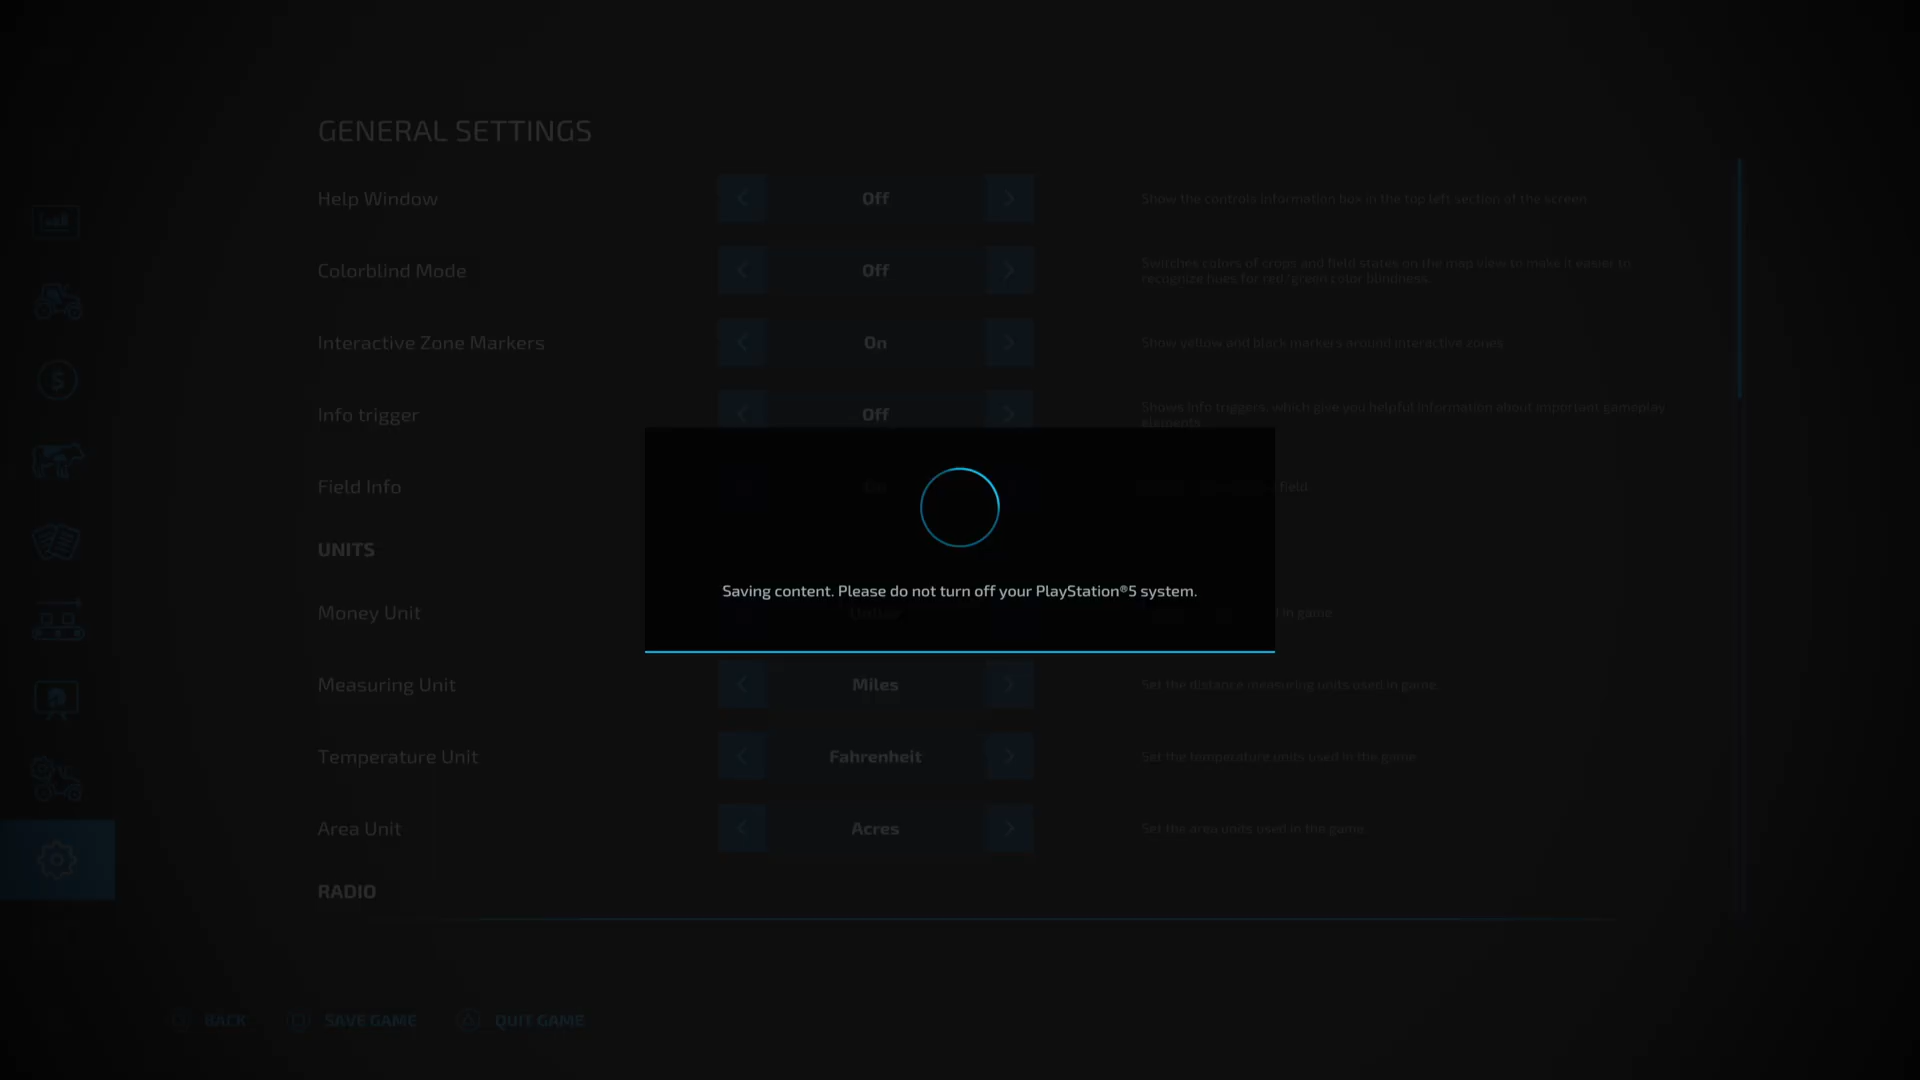 GENERAL SETTINGS
Help Window
Off
Show the controls information box in the top left section of the screen
Colorblind Mode
Off
Switches colors of crops and field states on the map view to make it easier to
recognize hues for red/green color blindness.
Interactive Zone Markers
On
Show yellow and black markers around interactive zones
Info trigger
Off
Shows info triggers, which give you helpful information about important gameplay
elements.
Field Info
On
field
UNITS
Saving content. Please do not turn off your PlayStation®5 system.
Money Unit
in game
Measuring Unit
Miles
Set the distance measuring units used in game
Temperature Unit
Fahrenheit
Set the temperature units used in the game
Area Unit
Acres
Set the area units used in the game
RADIO
BACK
SAVE GAME
QUIT GAME